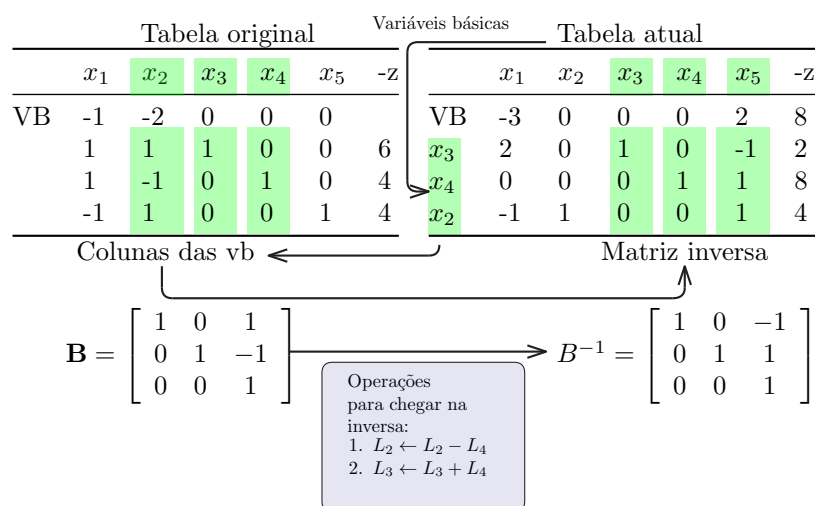 Variáveis básicas
Tabela original
x₁ x₂ x₃ x₄ x₅ -z
VB -1 -2 0 0 0
1 1 1 0 0 6
1 -1 0 1 0 4
-1 1 0 0 1 4
Colunas das vb
Tabela atual
x₁ x₂ x₃ x₄ x₅ -z
VB -3 0 0 0 2 8
x₃ 2 0 1 0 -1 2
x₄ 0 0 0 1 1 8
x₂ -1 1 0 0 1 4
Matriz inversa
B =
1 0 1
0 1 −1
0 0 1
B⁻¹ =
1 0 −1
0 1 1
0 0 1
Operações
para chegar na
inversa:
1. L₂ ← L₂ − L₄
2. L₃ ← L₃ + L₄